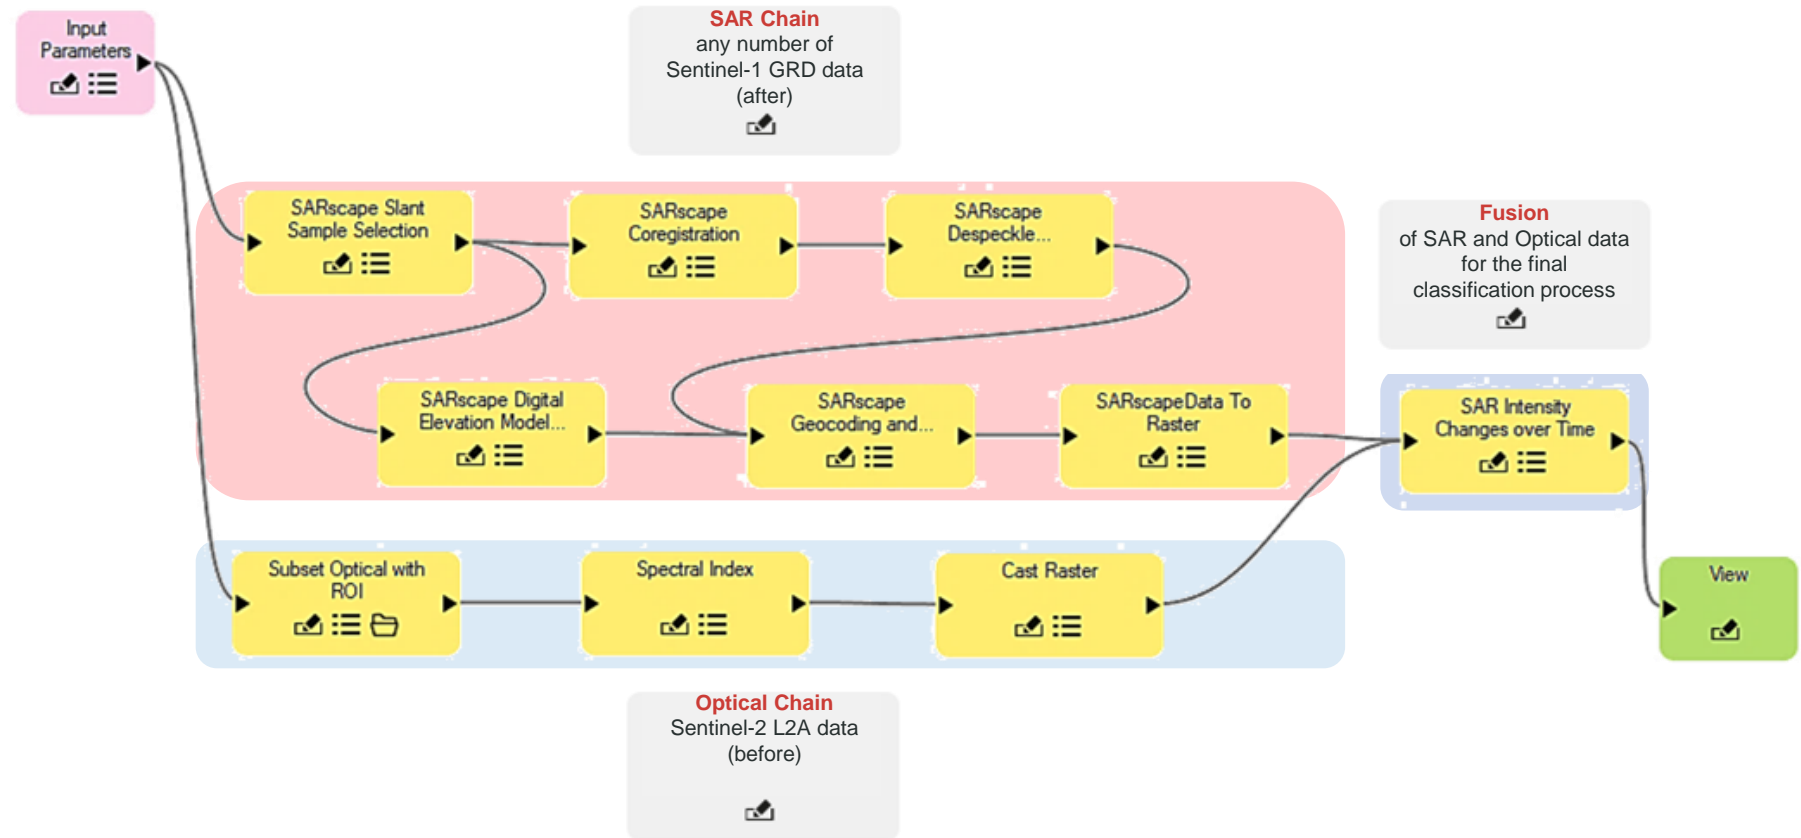 Input
Parameters
SAR Chain
any number of
Sentinel-1 GRD data
(after)
SARscape Slant
Sample Selection
SARscape
Coregistration
SARscape
Despeckle...
Fusion
of SAR and Optical data
for the final
classification process
SARscape Digital
Elevation Model...
SARscape
Geocoding and...
SARscapeData To
Raster
SAR Intensity
Changes over Time
Subset Optical with
ROI
Spectral Index
Cast Raster
View
Optical Chain
Sentinel-2 L2A data
(before)